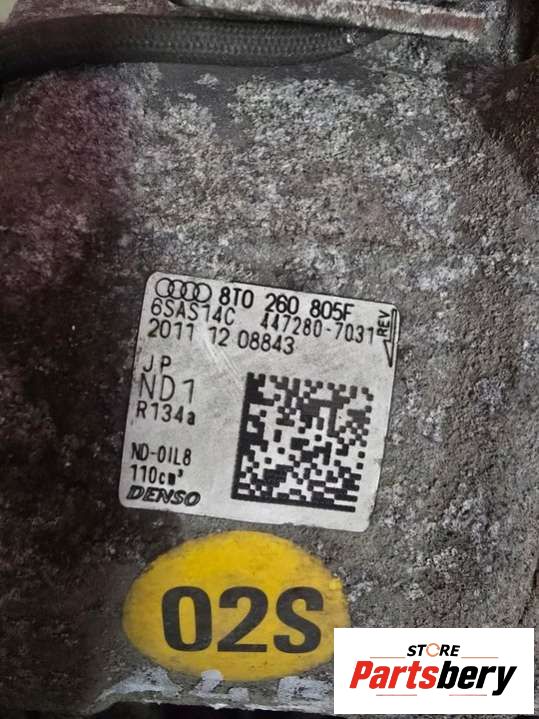 8T0 260 805F
6SAS14C 447280-7031 REV
2011 12 08843
JP
ND1
R134a
ND-OIL8
110cm³
DENSO
02S
STORE
Partsbery